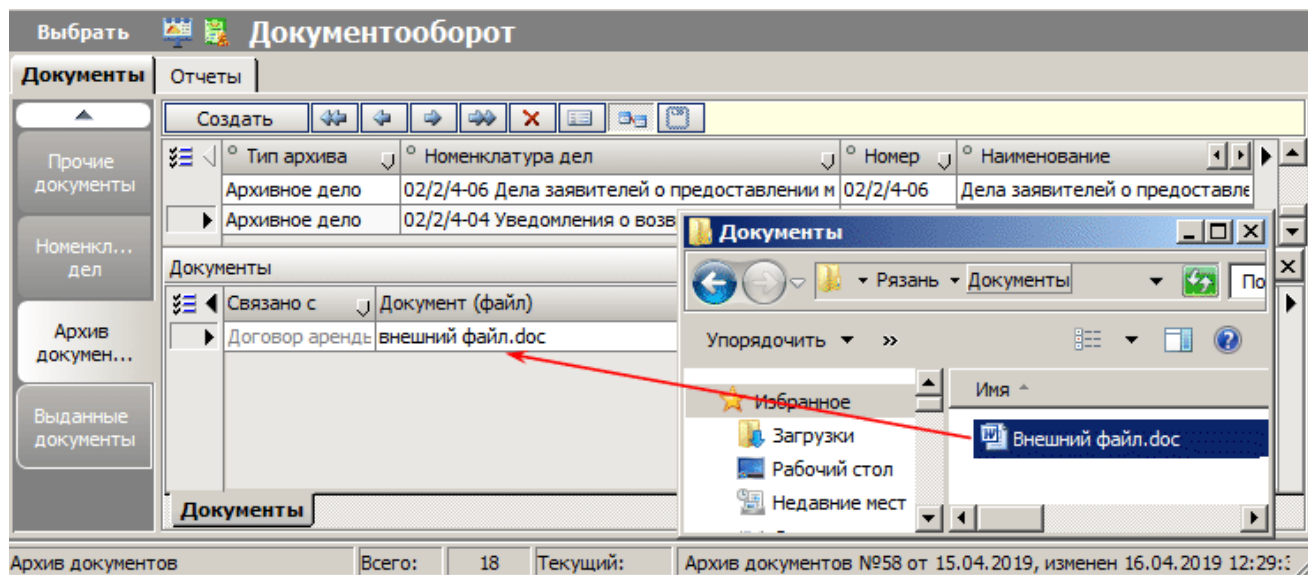 Выбрать Документооборот
Документы Отчеты
Создать
Прочие документы
° Тип архива ° Номенклатура дел ° Номер ° Наименование
Архивное дело 02/2/4-06 Дела заявителей о предоставлении м 02/2/4-06 Дела заявителей о предоставле
Архивное дело 02/2/4-04 Уведомления о возв
Номенкл... дел
Документы
Связано с Документ (файл)
Договор аренды внешний файл.doc
Архив докумен...
Выданные документы
Документы
Документы
Рязань Документы По
Упорядочить »
Избранное
Загрузки
Рабочий стол
Недавние мест
Имя
Внешний файл.doc
Архив документов Всего: 18 Текущий: Архив документов №58 от 15.04.2019, изменен 16.04.2019 12:29: